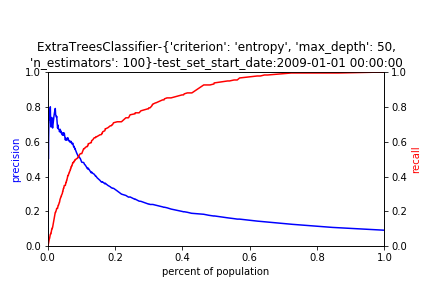 ExtraTreesClassifier-{'criterion': 'entropy', 'max_depth': 50,
'n_estimators': 100}-test_set_start_date:2009-01-01 00:00:00
1.0
0.8
0.6
0.4
0.2
0.0
precision
1.0
0.8
0.6
0.4
0.2
0.0
recall
0.0 0.2 0.4 0.6 0.8 1.0
percent of population